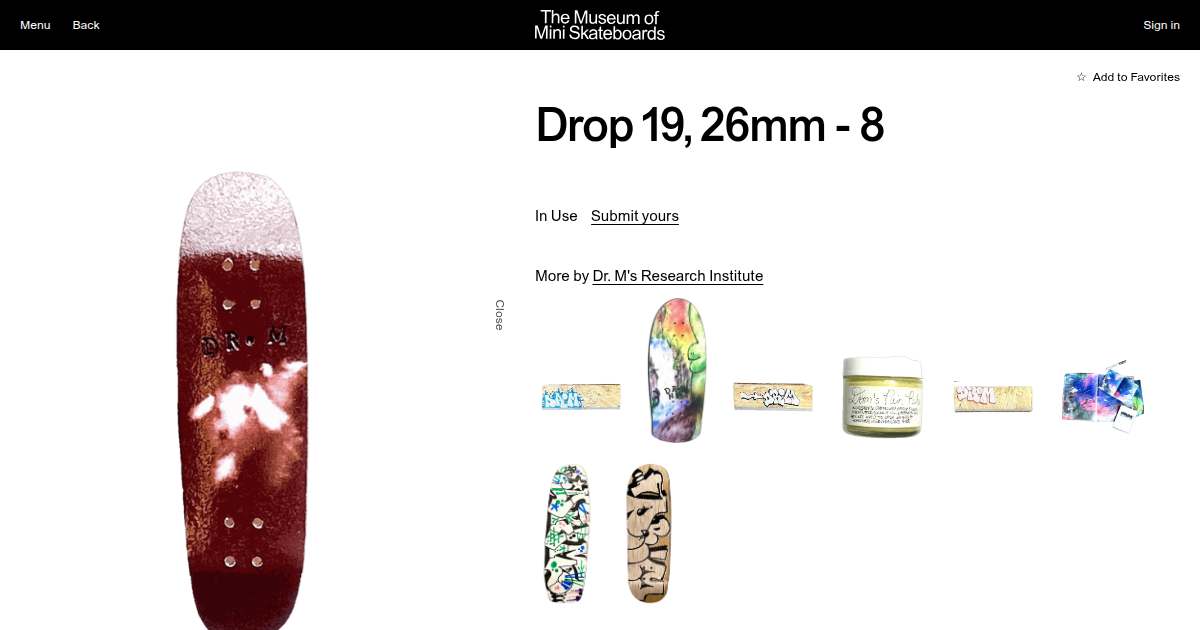 Menu
Back
The Museum of
Mini Skateboards
Sign in
☆ Add to Favorites
Drop 19, 26mm - 8
In Use
Submit yours
More by Dr. M's Research Institute
Close
DR. M